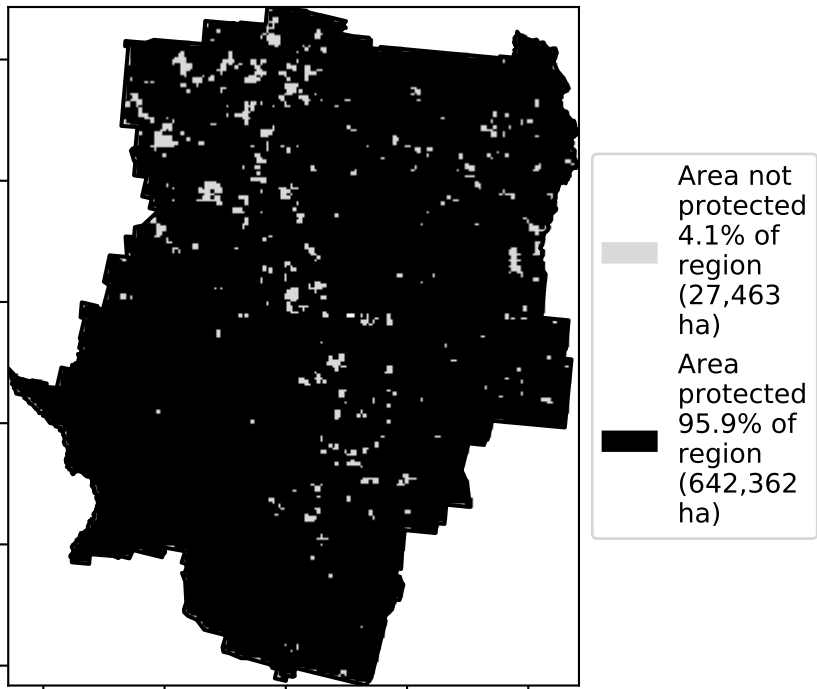 Area not
protected
4.1% of
region
(27,463
ha)
Area
protected
95.9% of
region
(642,362
ha)